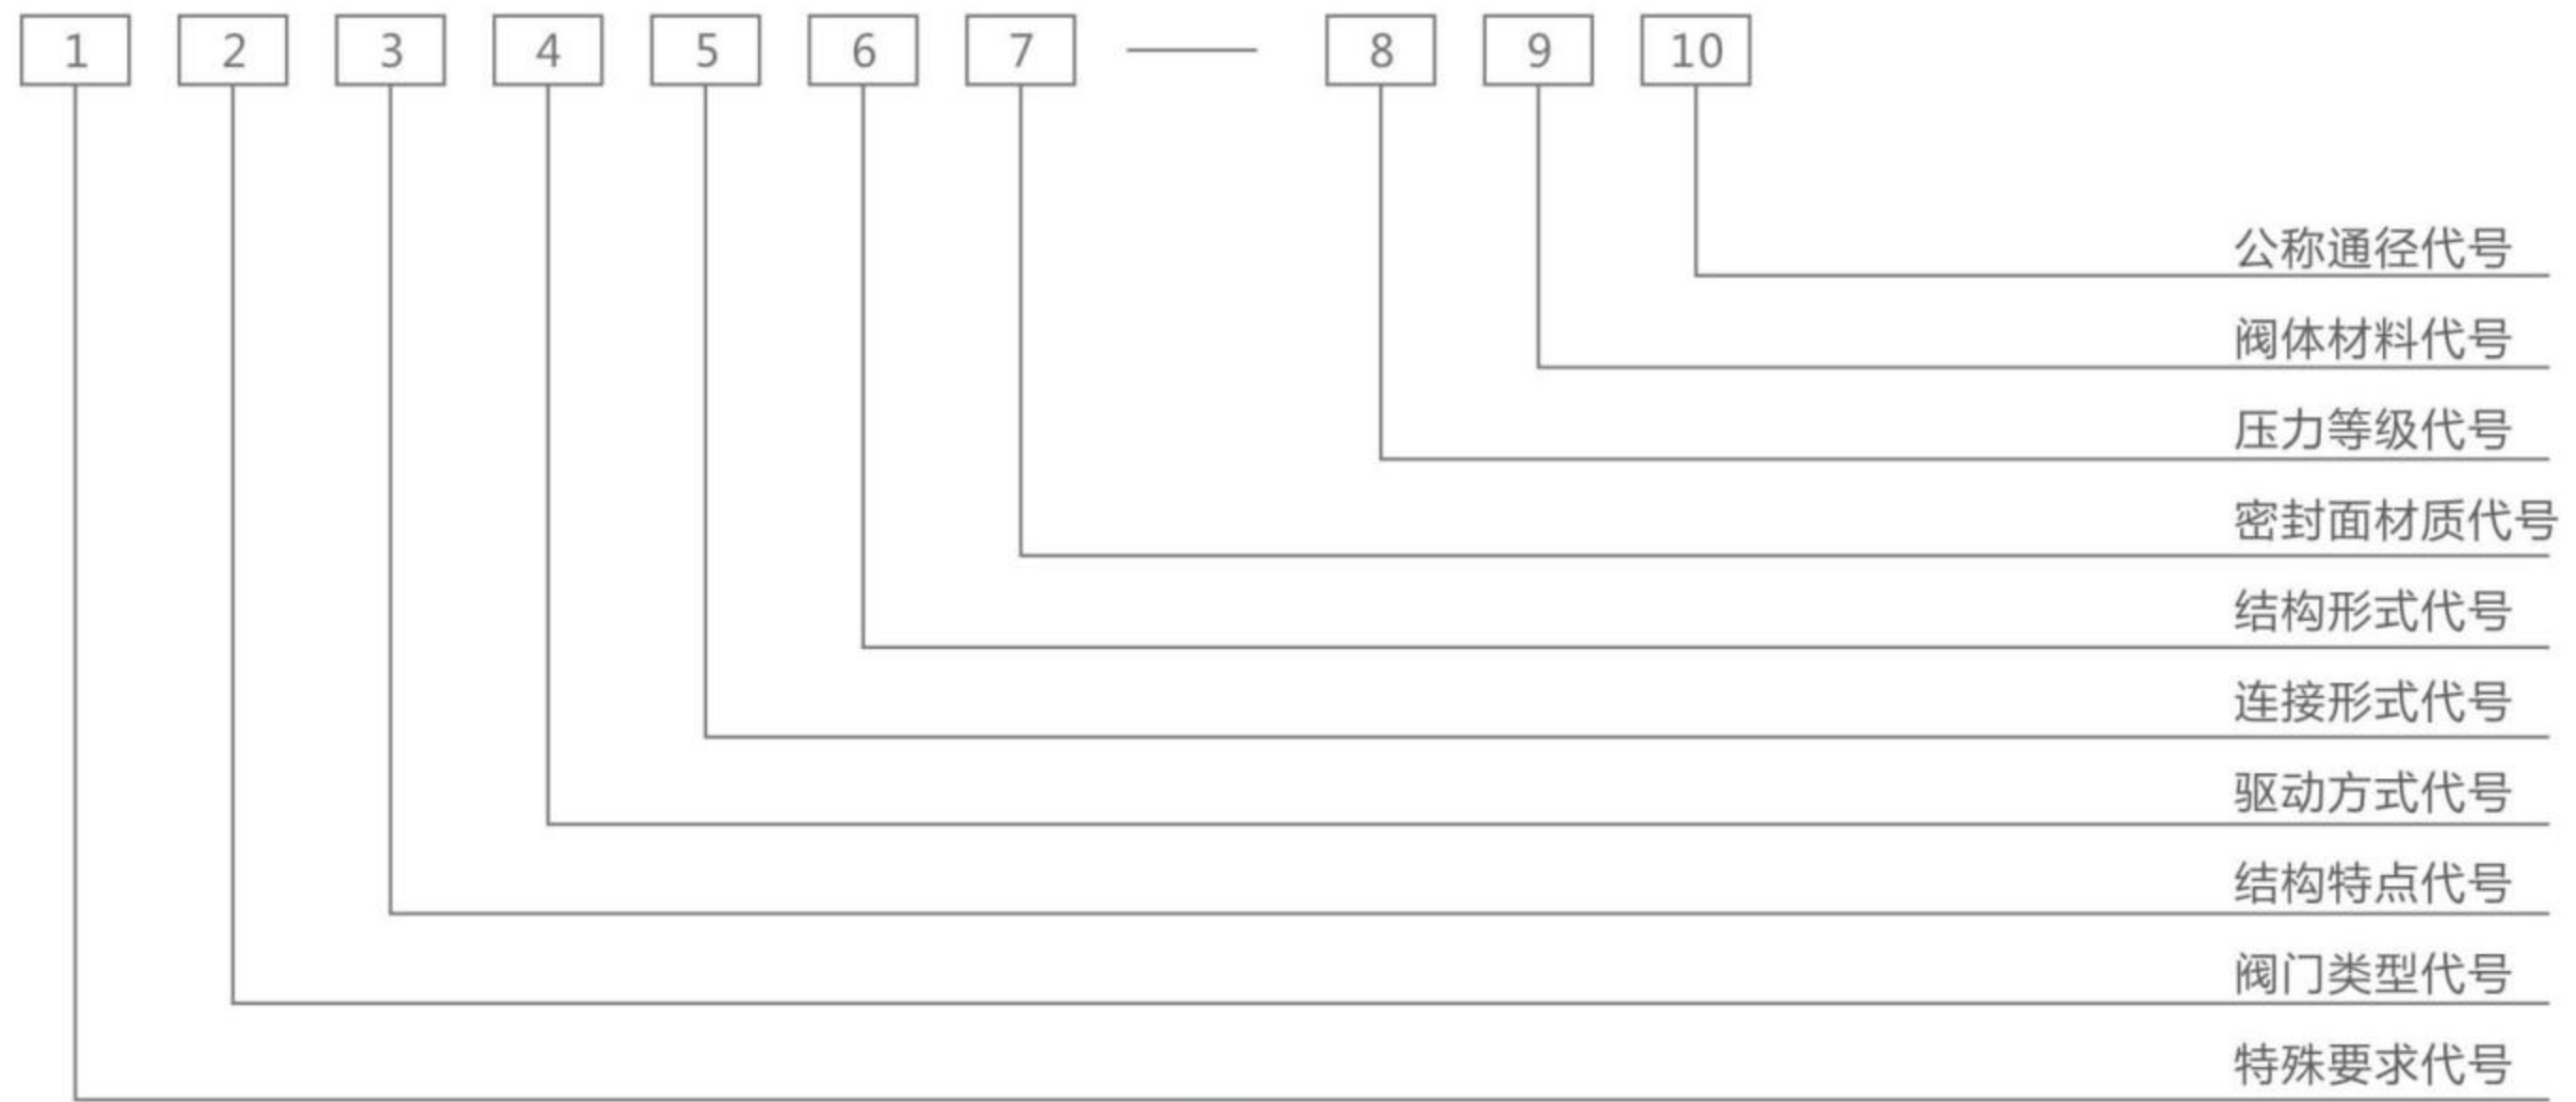 1 2 3 4 5 6 7 — 8 9 10
公称通径代号
阀体材料代号
压力等级代号
密封面材质代号
结构形式代号
连接形式代号
驱动方式代号
结构特点代号
阀门类型代号
特殊要求代号